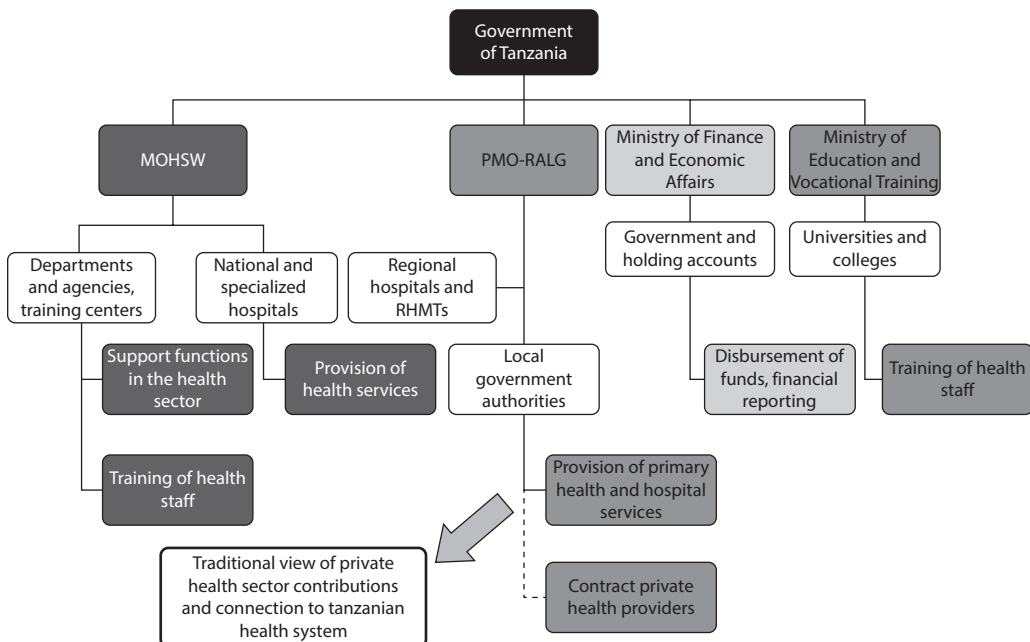 Government
of Tanzania
MOHSW
PMO-RALG
Ministry of Finance
and Economic
Affairs
Ministry of
Education and
Vocational Training
Departments
and agencies,
training centers
National and
specialized
hospitals
Regional
hospitals and
RHMTs
Government and
holding accounts
Universities and
colleges
Support functions
in the health
sector
Provision of
health services
Local
government
authorities
Disbursement of
funds, financial
reporting
Training of health
staff
Training of health
staff
Provision of primary
health and hospital
services
Traditional view of private
health sector contributions
and connection to tanzanian
health system
Contract private
health providers